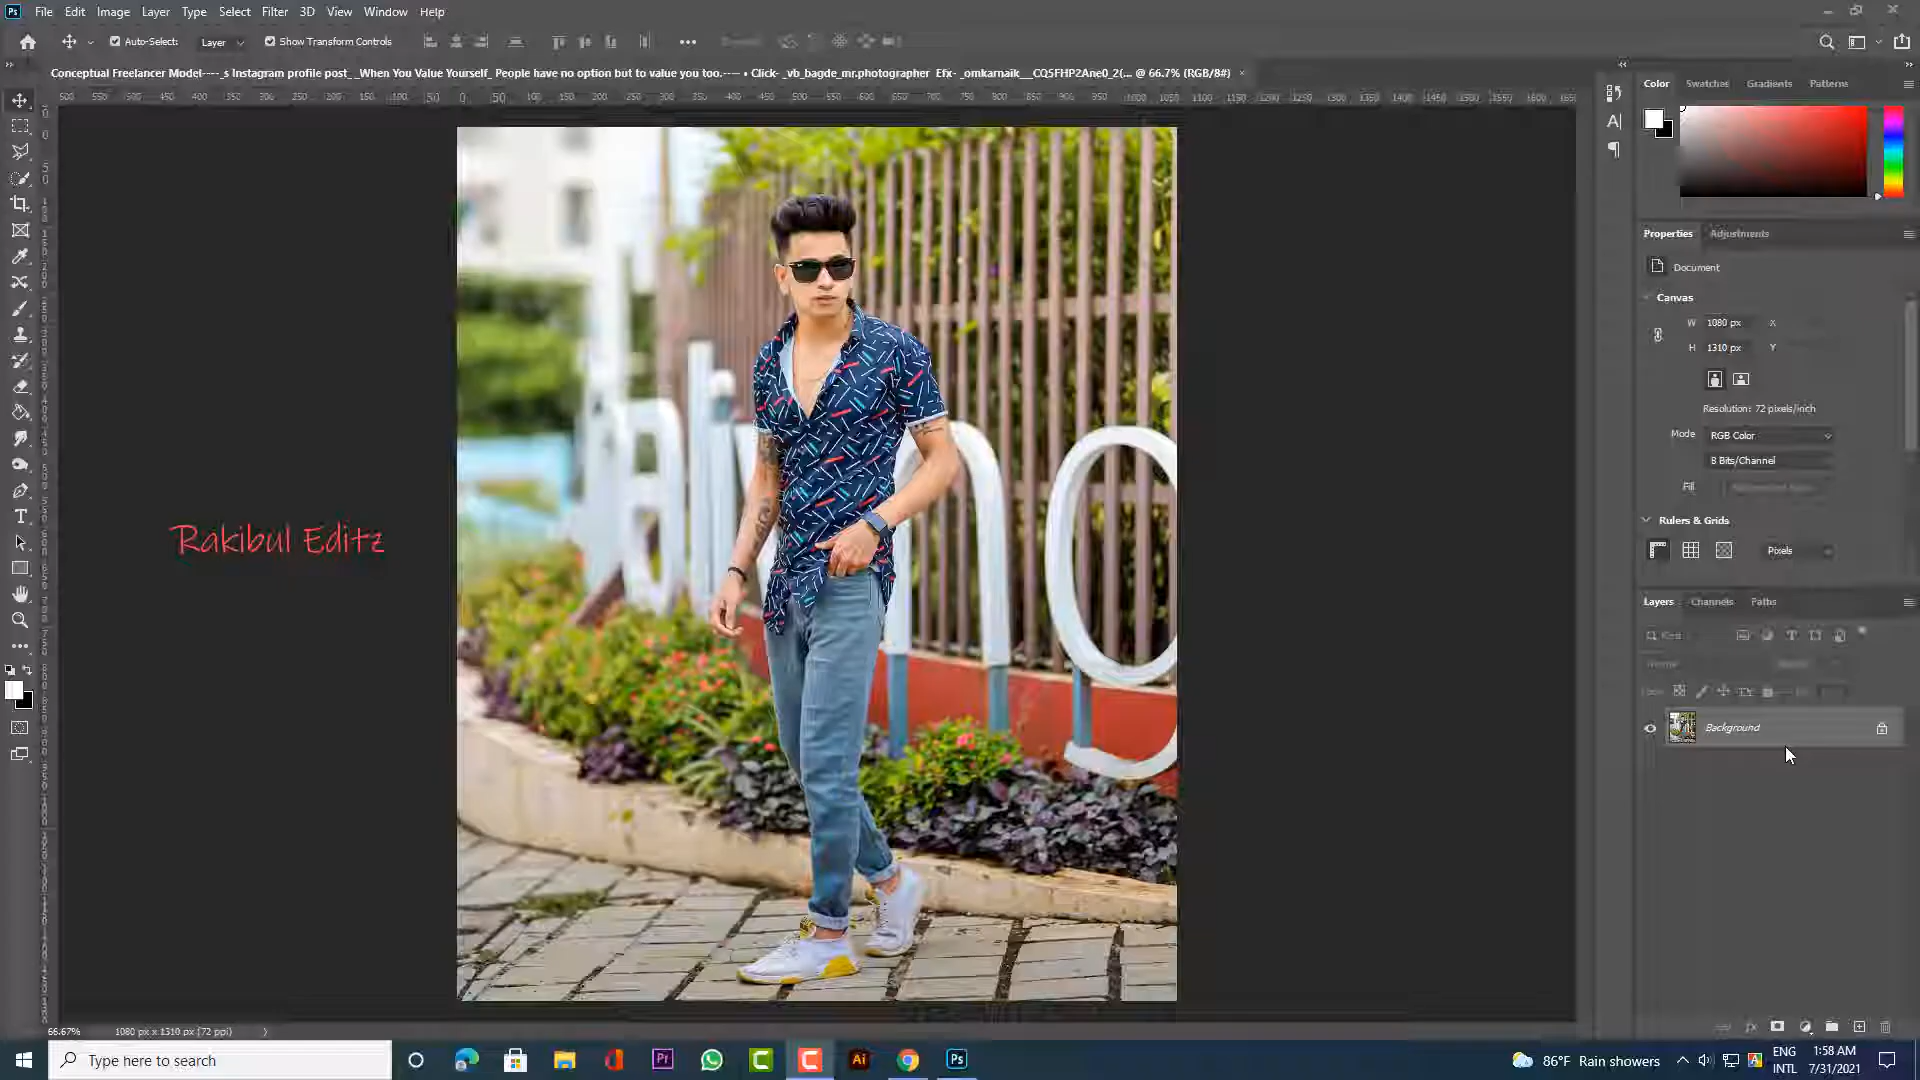 File Edit Image Layer Type Select Filter 3D View Window Help
Auto-Select: Layer Show Transform Controls
Conceptual Freelancer Model----_s Instagram profile post_ _When You Value Yourself_ People have no option but to value you too.---- • Click- _vb_bagde_mr.photographer Efx- _omkarnaik__CQ5FHP2Ane0_2(... @ 66.7% (RGB/8#)
Color Swatches Gradients Patterns
Properties Adjustments
Document
Canvas
W 1080 px X
H 1310 px Y
Resolution: 72 pixels/inch
Mode RGB Color
8 Bits/Channel
Fill
Rulers & Grids
Pixels
Rakibul Editz
Layers Channels Paths
Background
66.67% 1080 px x 1310 px (72 ppi)
Type here to search
86°F Rain showers
ENG 1:58 AM
INTL 7/31/2021